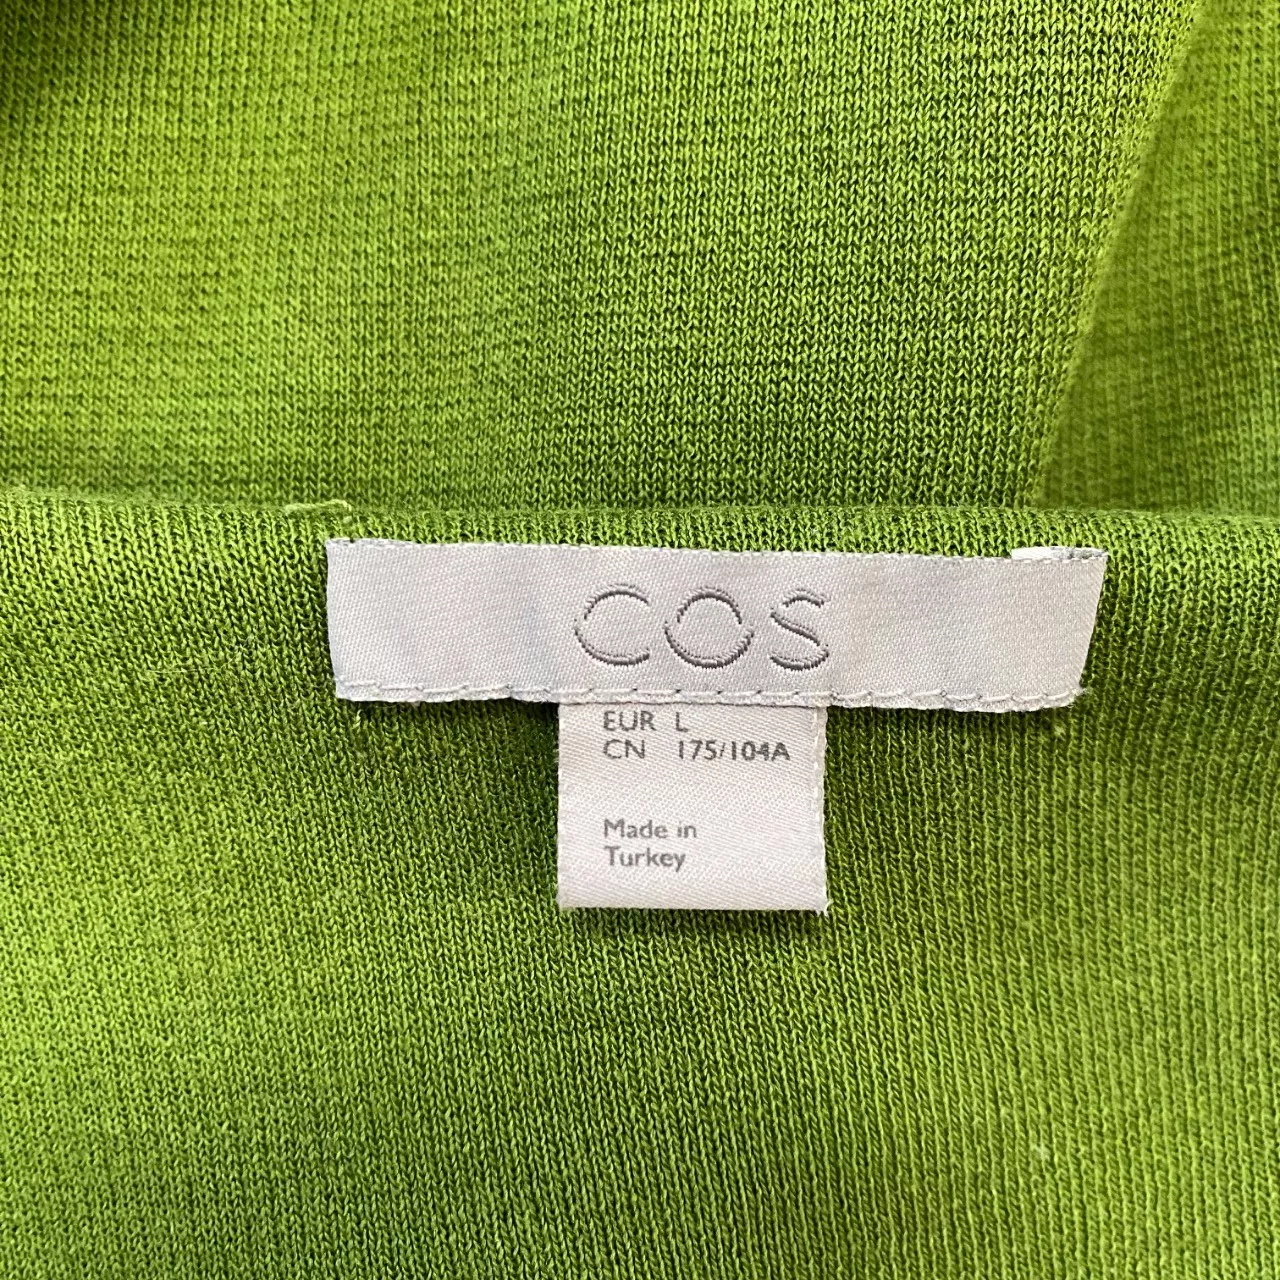 COS
EUR L
CN 175/104A
Made in
Turkey